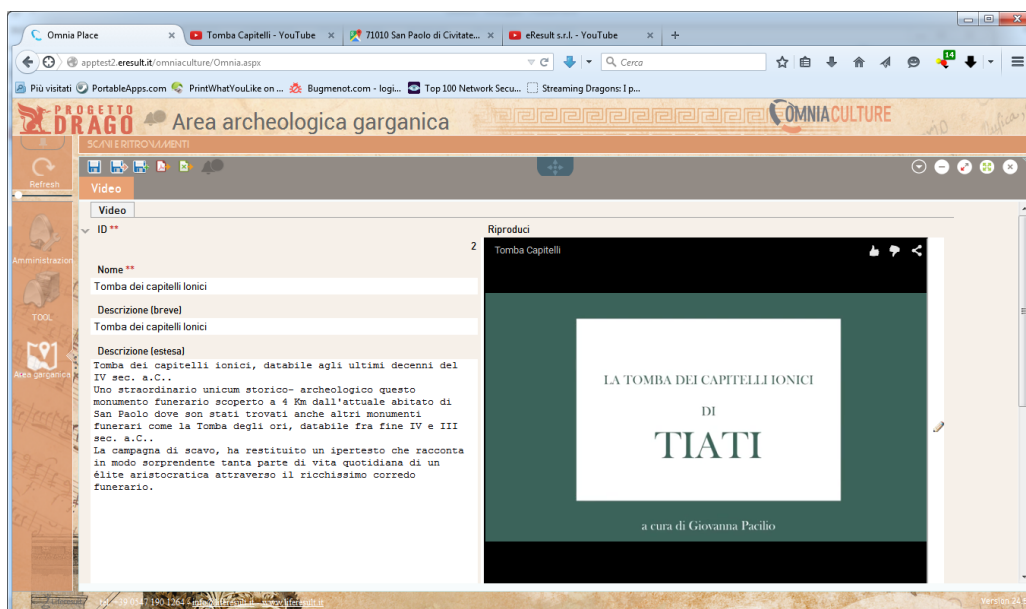 Omnia Place
Tomba Capitelli - YouTube
71010 San Paolo di Civitate...
eResult s.r.l. - YouTube
apptest2.eresult.it/omniaculture/Omnia.aspx
Cerca
14
Più visitati
PortableApps.com
PrintWhatYouLike on ...
Bugmenot.com - logi...
Top 100 Network Secu...
Streaming Dragons: I p...
PROGETTO
DRAGO
Area archeologica garganica
OMNIACULTURE
SCAVI E RITROVAMENTI
Refresh
Video
Video
ID **
2
Riproduci
Tomba Capitelli
Amministrazion
Nome **
Tomba dei capitelli Ionici
Descrizione (breve)
Tomba dei capitelli Ionici
TOOL
Descrizione (estesa)
Tomba dei capitelli ionici, databile agli ultimi decenni del
IV sec. a.C..
Uno straordinario unicum storico- archeologico questo
monumento funerario scoperto a 4 Km dall'attuale abitato di
San Paolo dove son stati trovati anche altri monumenti
funerari come la Tomba degli ori, databile fra fine IV e III
sec. a.C..
La campagna di scavo, ha restituito un ipertesto che racconta
in modo sorprendente tanta parte di vita quotidiana di un
élite aristocratica attraverso il ricchissimo corredo
funerario.
Area garganica
LA TOMBA DEI CAPITELLI IONICI
DI
TIATI
a cura di Giovanna Pacilio
tel. +39 0547 190 1264 -